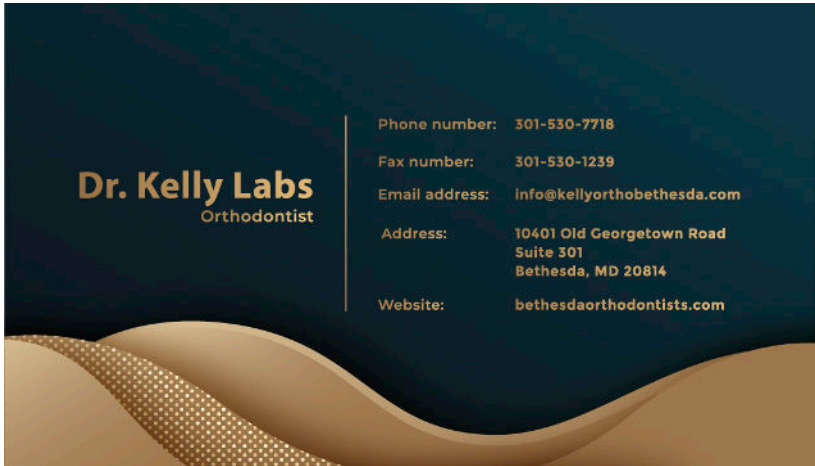 Dr. Kelly Labs
Orthodontist
Phone number: 301-530-7718
Fax number: 301-530-1239
Email address: info@kellyorthobethesda.com
Address: 10401 Old Georgetown Road
Suite 301
Bethesda, MD 20814
Website: bethesdaorthodontists.com